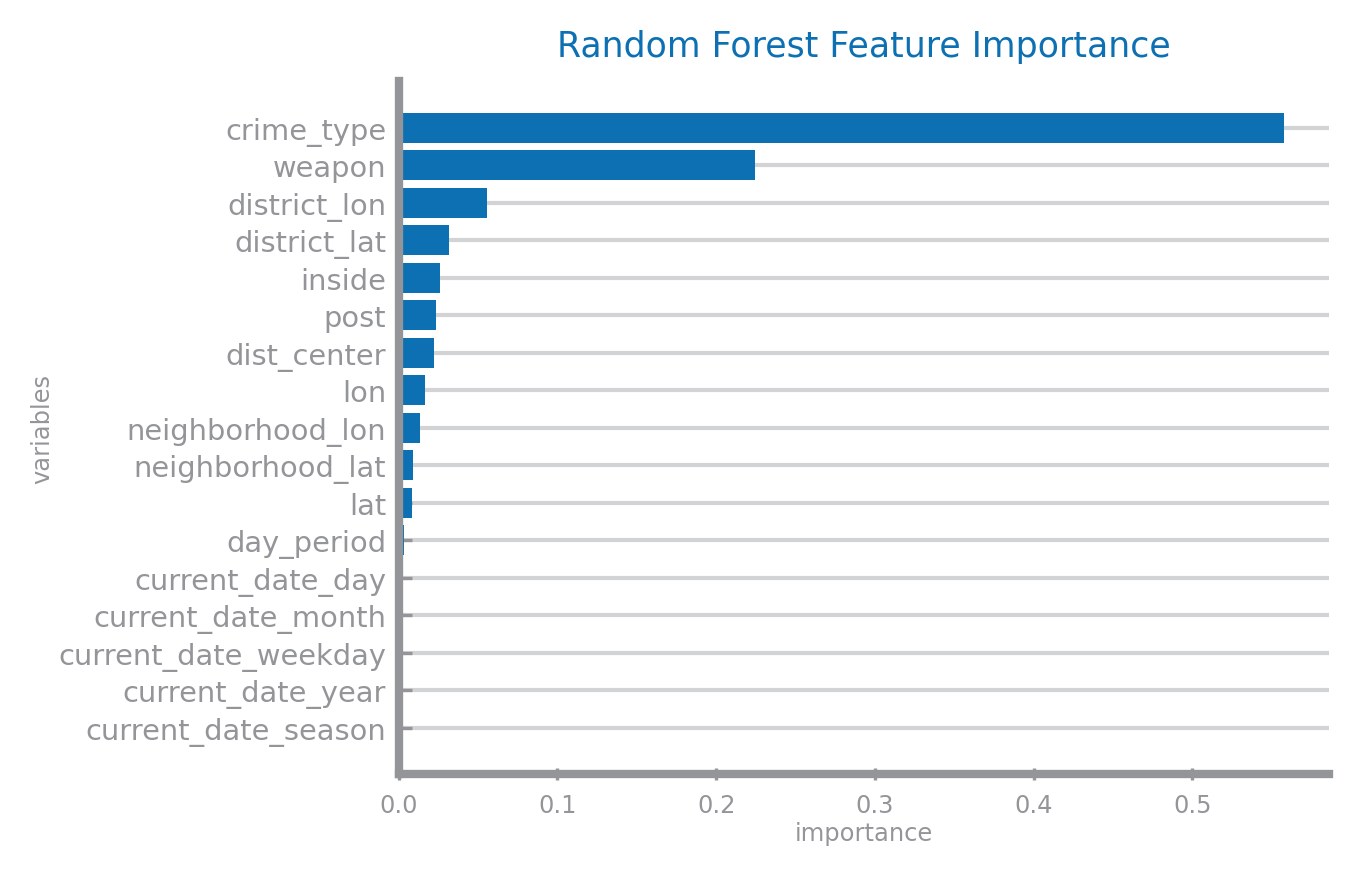 Random Forest Feature Importance
crime_type
weapon
district_lon
district_lat
inside
post
dist_center
lon
neighborhood_lon
neighborhood_lat
lat
day_period
current_date_day
current_date_month
current_date_weekday
current_date_year
current_date_season
variables
0.0 0.1 0.2 0.3 0.4 0.5
importance